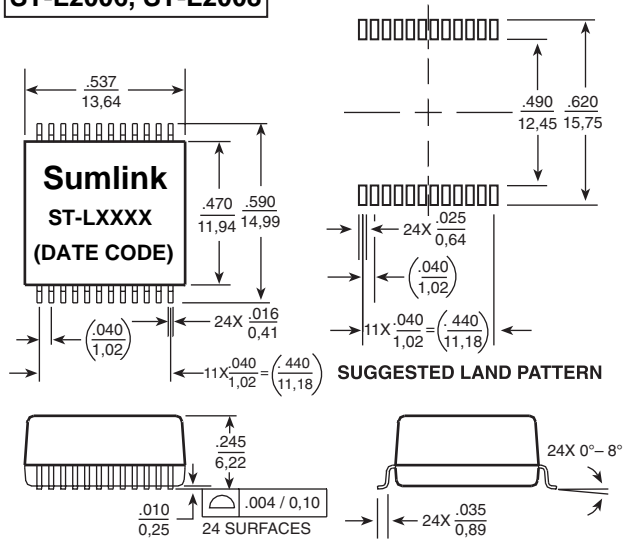 ST-L2006, ST-L2008
.537
13,64
Sumlink
ST-LXXXX
(DATE CODE)
.470
11,94
.590
14,99
(.040
1,02)
24X .016
0,41
11X .040
1,02 = (.440
11,18)
.490
12,45
.620
15,75
24X .025
0,64
(.040
1,02)
11X .040
1,02 = (.440
11,18)
SUGGESTED LAND PATTERN
.245
6,22
.010
0,25
.004 / 0,10
24 SURFACES
24X 0°– 8°
24X .035
0,89